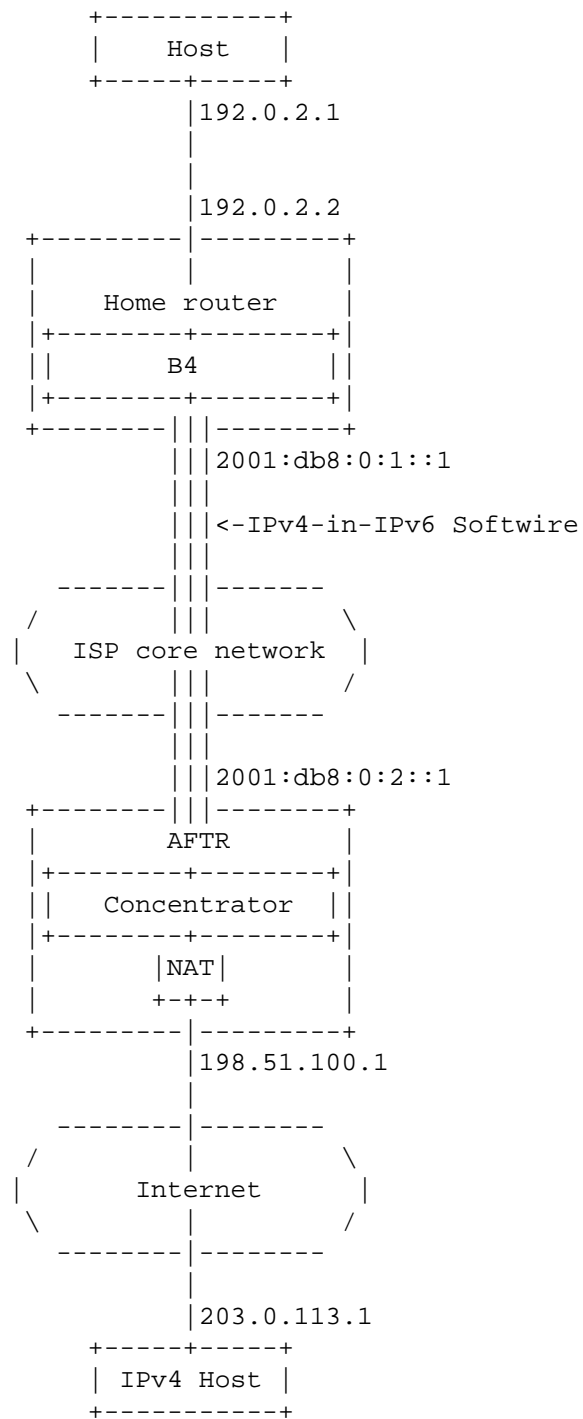 Host
192.0.2.1
192.0.2.2
Home router
B4
2001:db8:0:1::1
<-IPv4-in-IPv6 Softwire
ISP core network
2001:db8:0:2::1
AFTR
Concentrator
NAT
198.51.100.1
Internet
203.0.113.1
IPv4 Host